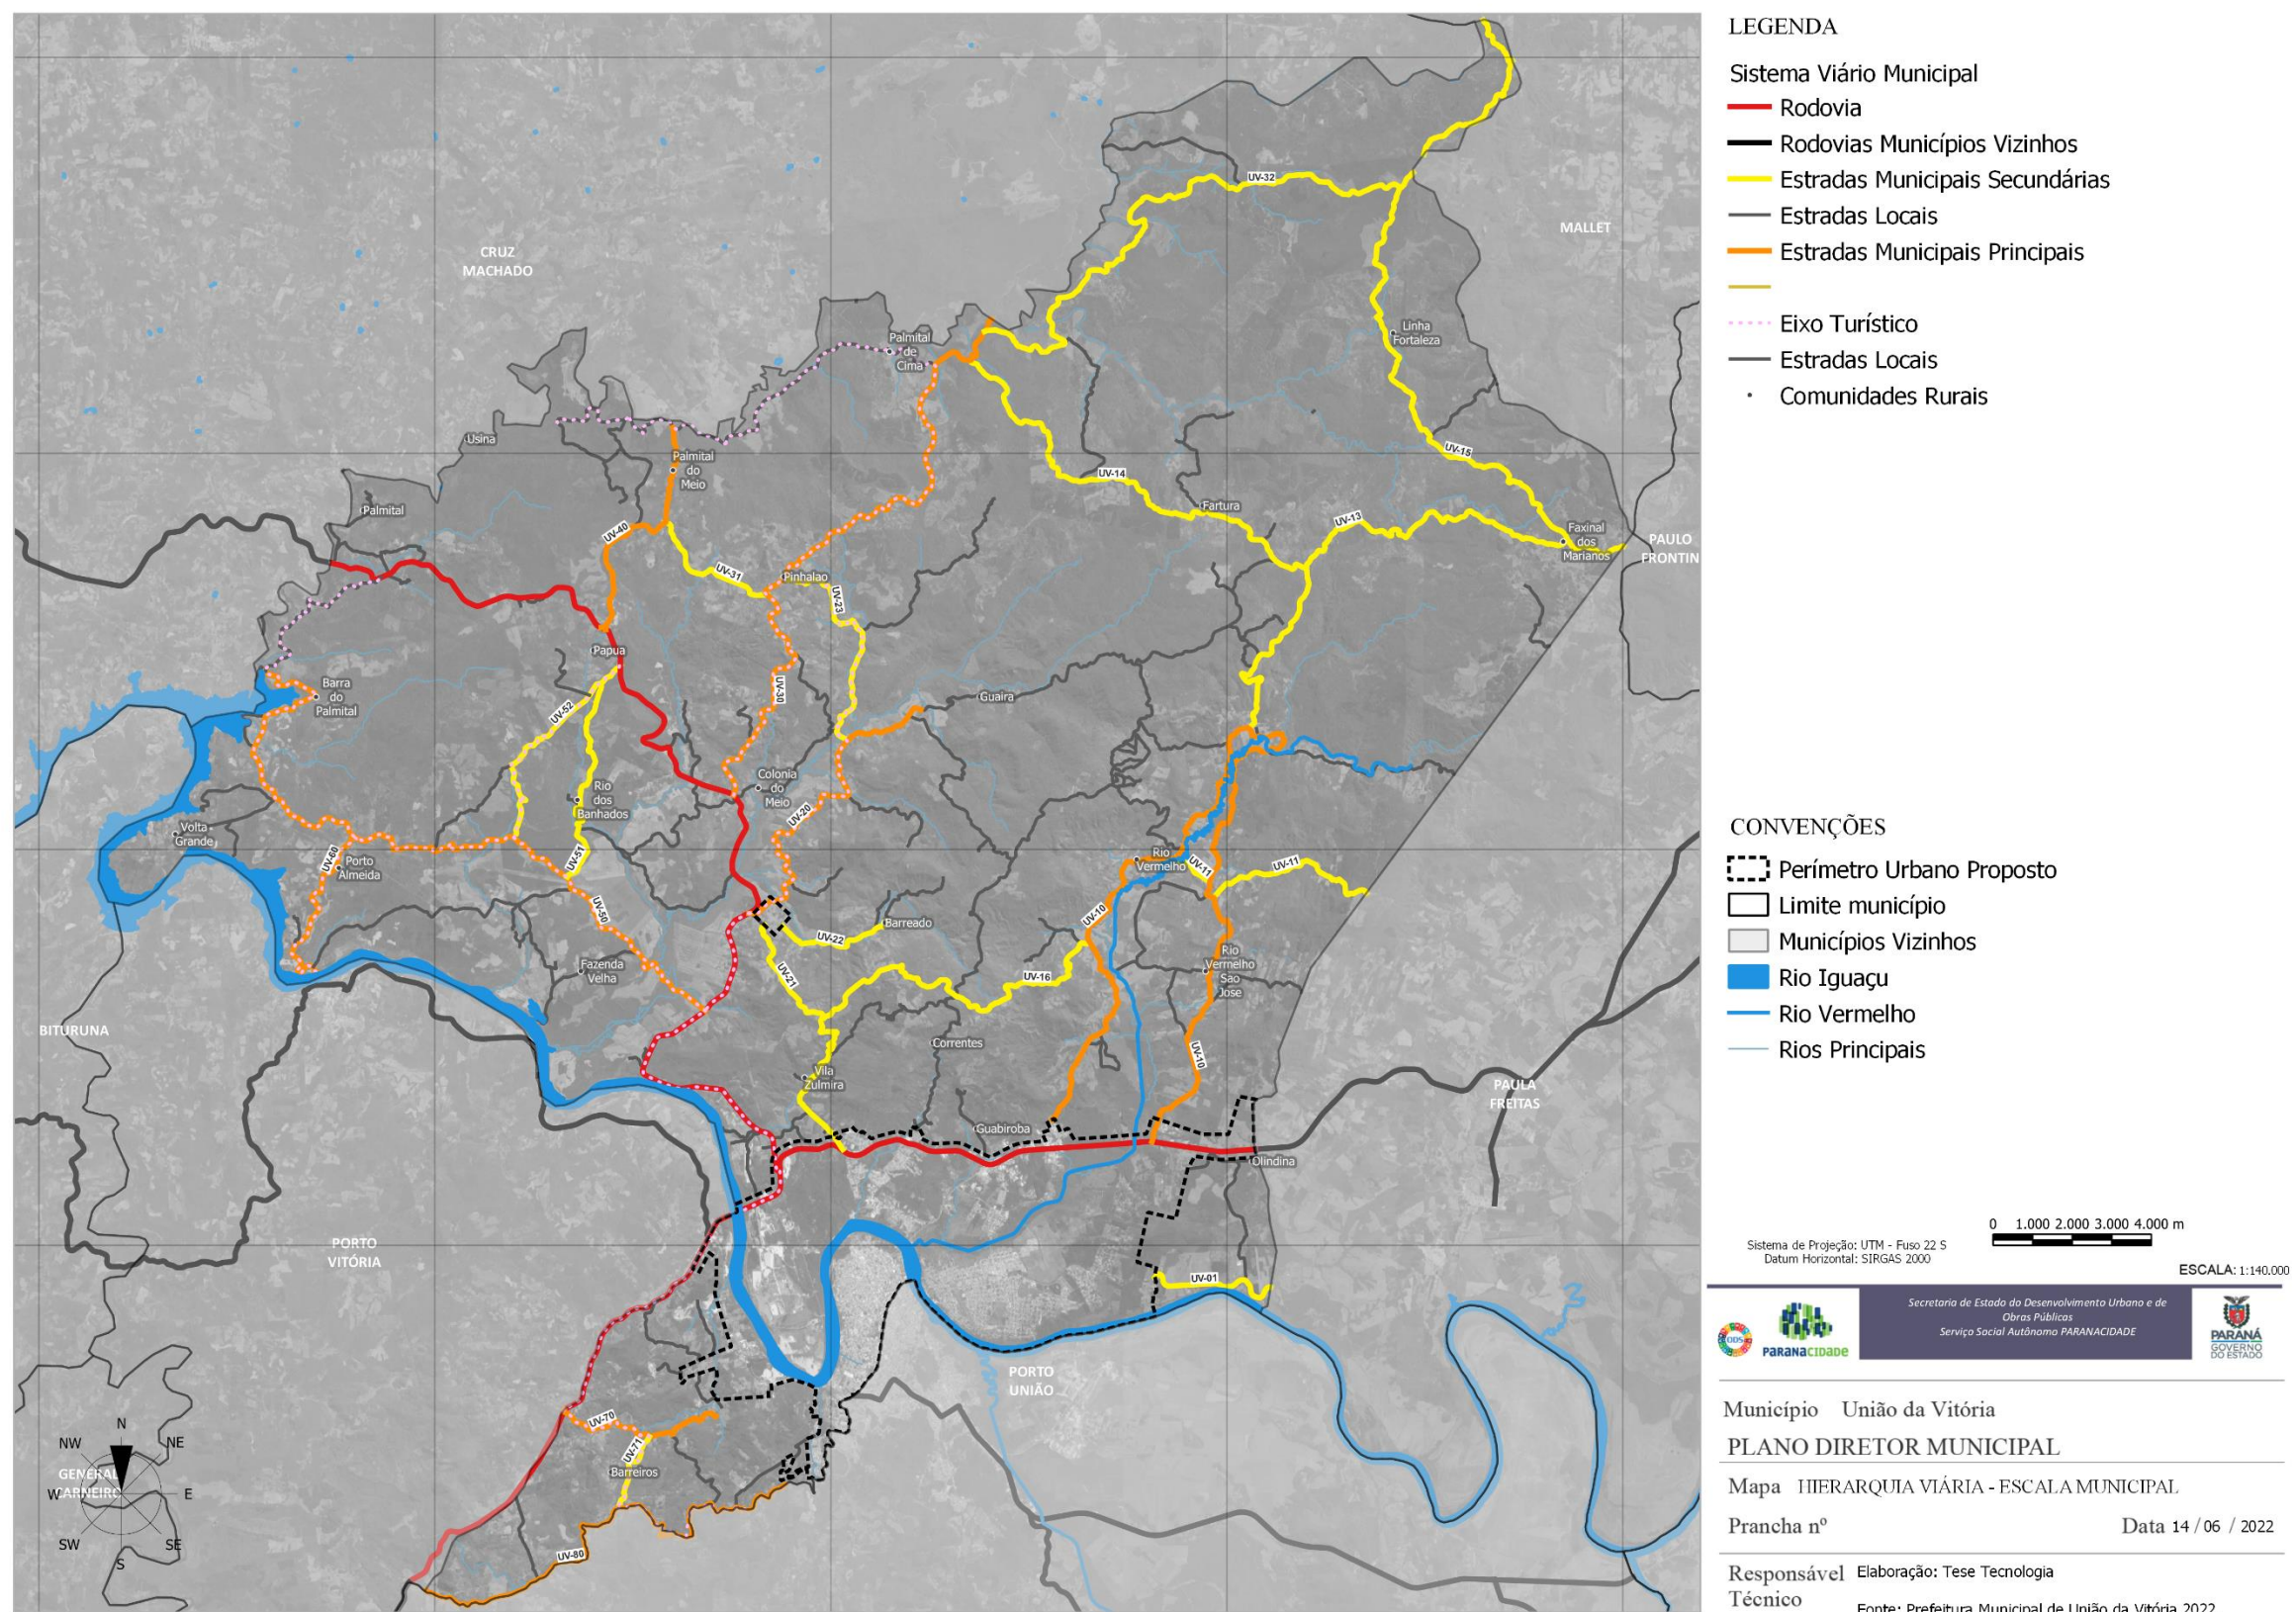 UV-32
MALLET
CRUZ
MACHADO
Linha
Fortaleza
Palmital
de
Cima
Usina
Palmital
do
Meio
UV-15
UV-14
Palmital
Fartura
UV-13
UV-40
Faxinal
dos
Marianos
PAULO
FRONTIN
UV-31
Pinhalao
UV-23
Papua
Barra
do
Palmital
UV-30
Guaira
UV-52
Colonia
do
Meio
Rio
dos
Banhados
UV-20
Volta
Grande
UV-60
Porto
Almeida
UV-51
Rio
Vermelho
UV-11
UV-11
UV-50
UV-10
Barreado
UV-22
Fazenda
Velha
UV-21
UV-16
Rio
Vermelho
Sao
Jose
BITURUNA
Correntes
UV-10
Vila
Zulmira
PAULA
FREITAS
Guabiroba
Olindina
PORTO
VITÓRIA
UV-01
PORTO
UNIÃO
UV-70
UV-71
Barreiros
UV-80
GENERAL
CARNEIRO
N
NW
NE
W
E
SW
SE
S
LEGENDA
Sistema Viário Municipal
Rodovia
Rodovias Municípios Vizinhos
Estradas Municipais Secundárias
Estradas Locais
Estradas Municipais Principais
Eixo Turístico
Estradas Locais
Comunidades Rurais
CONVENÇÕES
Perímetro Urbano Proposto
Limite município
Municípios Vizinhos
Rio Iguaçu
Rio Vermelho
Rios Principais
0 1.000 2.000 3.000 4.000 m
Sistema de Projeção: UTM - Fuso 22 S
Datum Horizontal: SIRGAS 2000
ESCALA: 1:140.000
ODS
PARANACIDADE
Secretaria de Estado do Desenvolvimento Urbano e de
Obras Públicas
Serviço Social Autônomo PARANACIDADE
PARANÁ
GOVERNO
DO ESTADO
Município União da Vitória
PLANO DIRETOR MUNICIPAL
Mapa HIERARQUIA VIÁRIA - ESCALA MUNICIPAL
Prancha nº Data 14 / 06 / 2022
Responsável Elaboração: Tese Tecnologia
Técnico
Fonte: Prefeitura Municipal de União da Vitória 2022